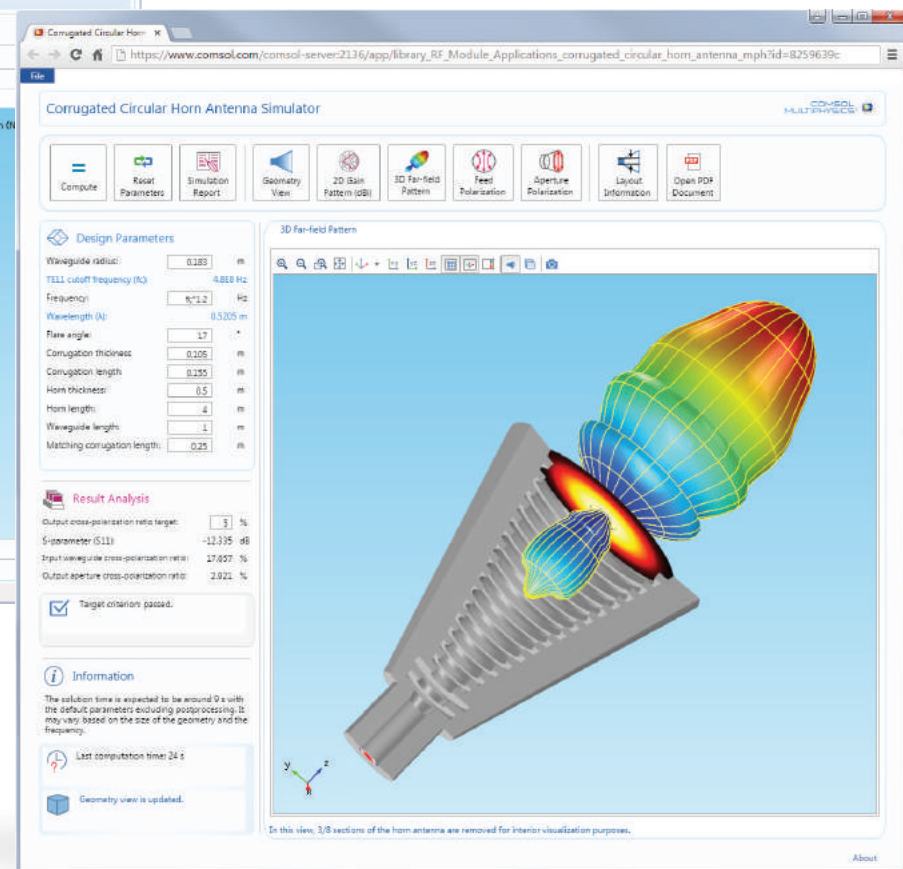 Corrugated Circular Horn
https://www.comsol.com/comsol-server:2136/app/library_RF_Module_Applications_corrugated_circular_horn_antenna_mph?id=8259639c
File
Corrugated Circular Horn Antenna Simulator
COMSOL
MULTIPHYSICS
Compute
Reset Parameters
Simulation Report
Geometry View
2D Gain Pattern (dBi)
3D Far-field Pattern
Feed Polarization
Aperture Polarization
Layout Information
Open PDF Document
Design Parameters
Waveguide radius: 0.183 m
TE11 cutoff frequency (fc): 4.8E8 Hz
Frequency: fc*1.2 Hz
Wavelength (λ): 0.5205 m
Flare angle: 17 °
Corrugation thickness 0.105 m
Corrugation length: 0.155 m
Horn thickness: 0.5 m
Horn length: 4 m
Waveguide length: 1 m
Matching corrugation length: 0.25 m
Result Analysis
Output cross-polarization ratio target: 5 %
S-parameter (S11): -12.335 dB
Input waveguide cross-polarization ratio: 17.057 %
Output aperture cross-polarization ratio: 2.021 %
Target criterion: passed.
Information
The solution time is expected to be around 9 s with
the default parameters excluding postprocessing. It
may vary based on the size of the geometry and the
frequency.
Last computation time: 24 s
Geometry view is updated.
3D Far-field Pattern
y
z
x
In this view, 3/8 sections of the horn antenna are removed for interior visualization purposes.
About